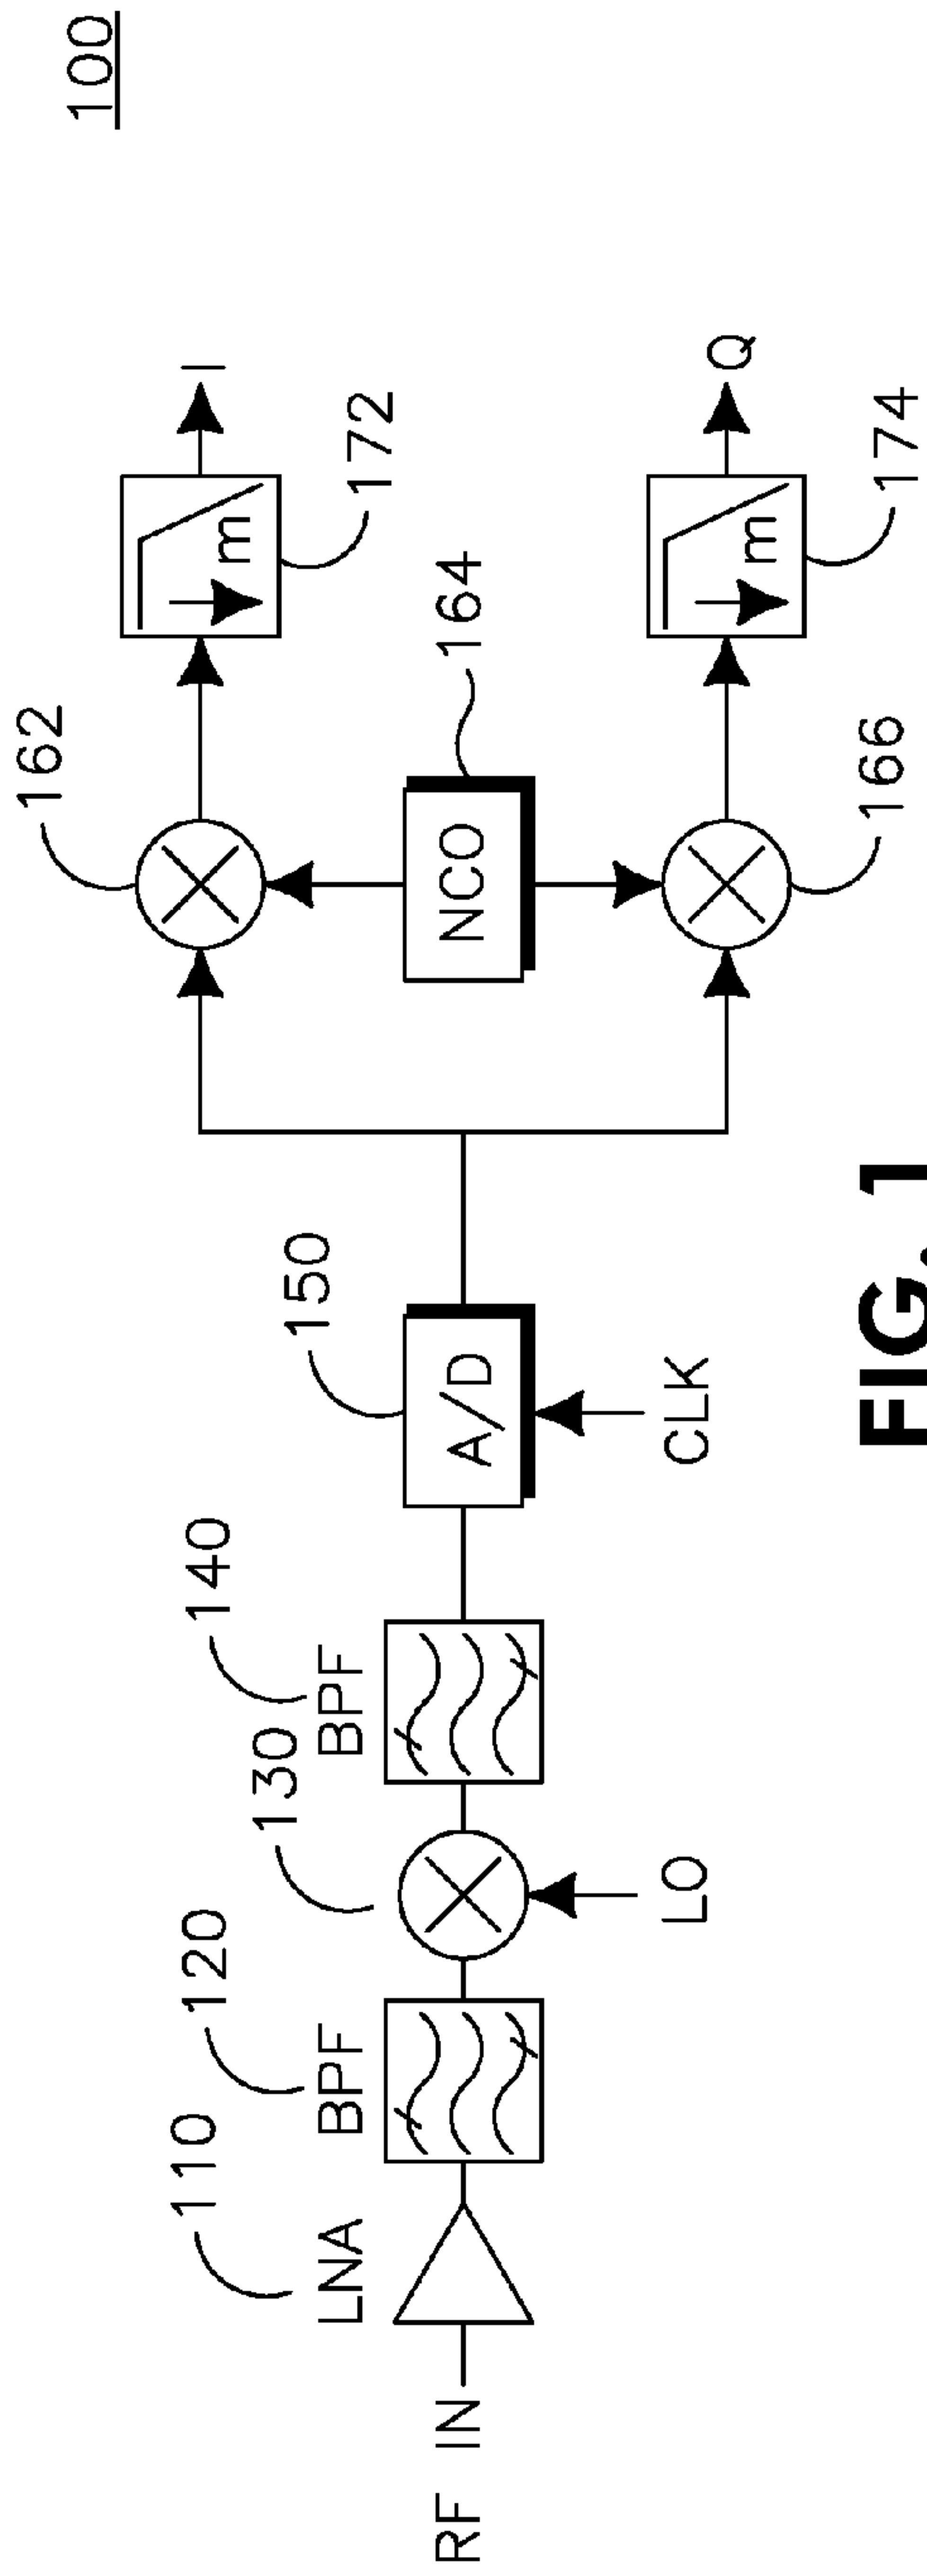 100
162
I
172
164
NCO
Q
174
166
150
A/D
CLK
140
BPF
130
LO
120
BPF
110
LNA
RF IN
m
m
FIG. 1